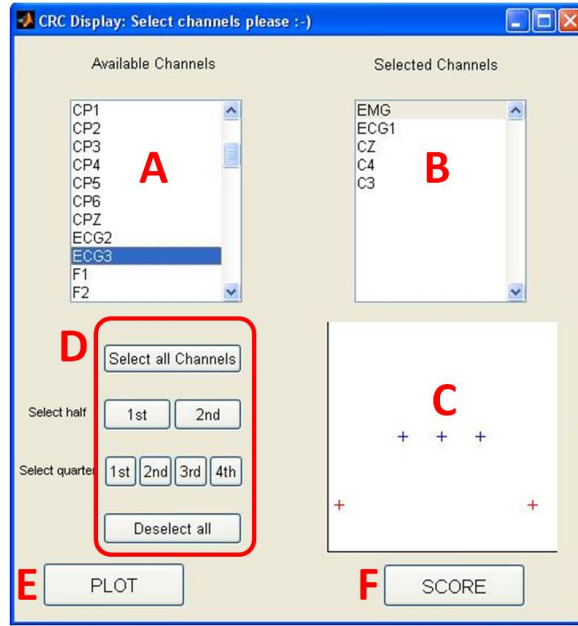 CRC Display: Select channels please :-)
Available Channels
Selected Channels
CP1
CP2
CP3
CP4
CP5
CP6
CPZ
ECG2
ECG3
F1
F2
A
EMG
ECG1
CZ
C4
C3
B
D
Select all Channels
Select half
1st
2nd
Select quarter
1st
2nd
3rd
4th
Deselect all
C
E
PLOT
F
SCORE